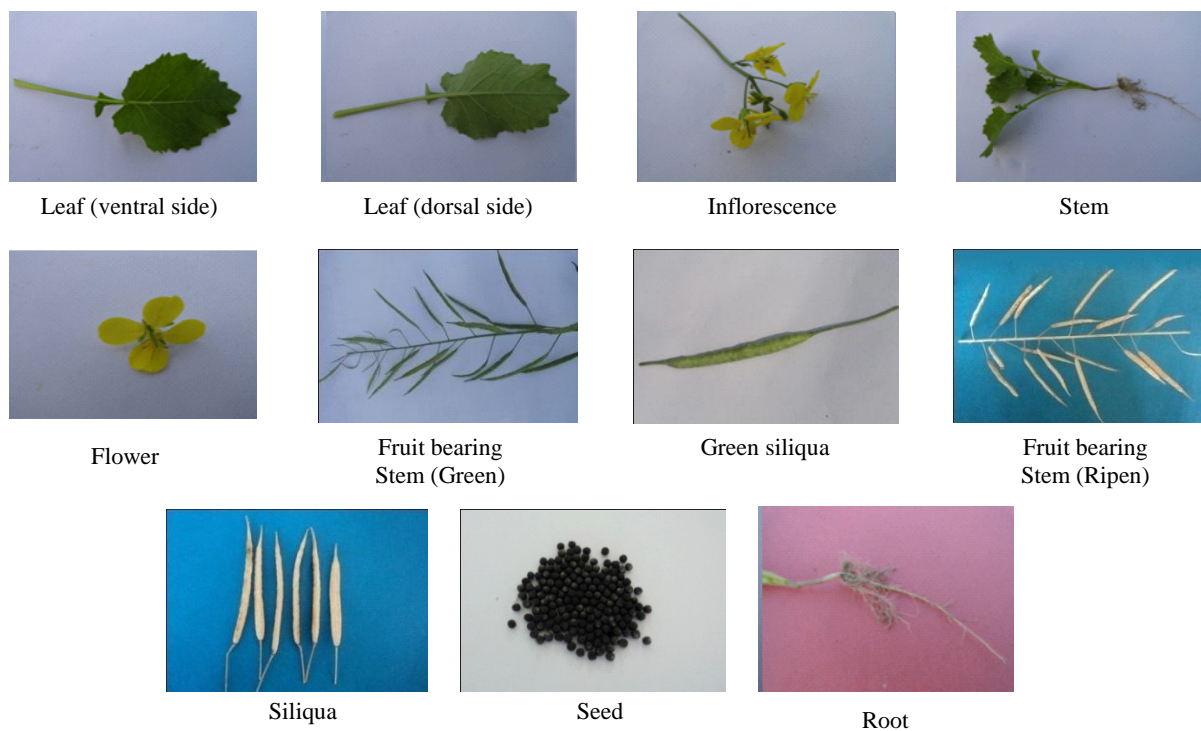 Leaf (ventral side)
Leaf (dorsal side)
Inflorescence
Stem
Flower
Fruit bearing
Stem (Green)
Green siliqua
Fruit bearing
Stem (Ripen)
Siliqua
Seed
Root